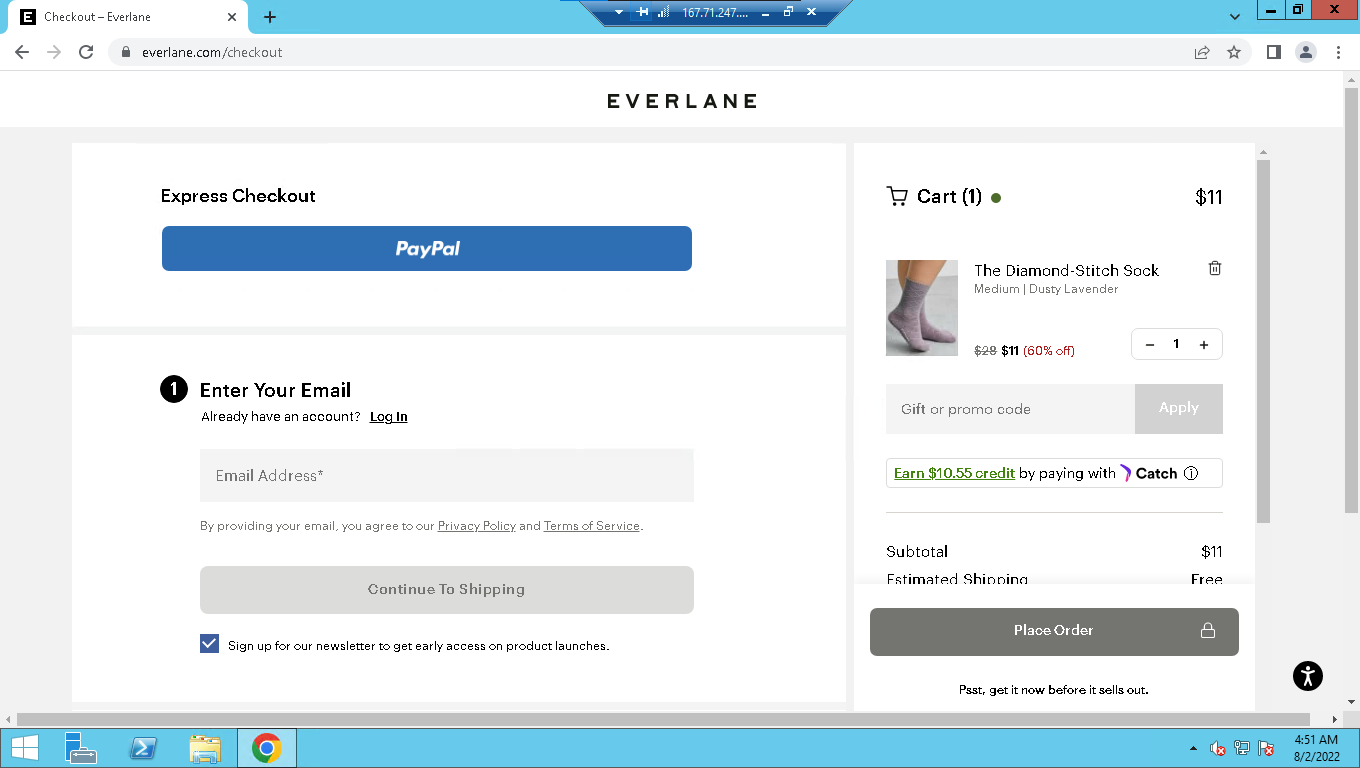 Checkout – Everlane
167.71.247....
everlane.com/checkout
EVERLANE
Express Checkout
PayPal
1 Enter Your Email
Already have an account? Log In
Email Address*
By providing your email, you agree to our Privacy Policy and Terms of Service.
Continue To Shipping
Sign up for our newsletter to get early access on product launches.
Cart (1) $11
The Diamond-Stitch Sock
Medium | Dusty Lavender
$28 $11 (60% off) − 1 +
Gift or promo code Apply
Earn $10.55 credit by paying with Catch
Subtotal $11
Estimated Shipping Free
Place Order
Psst, get it now before it sells out.
4:51 AM
8/2/2022